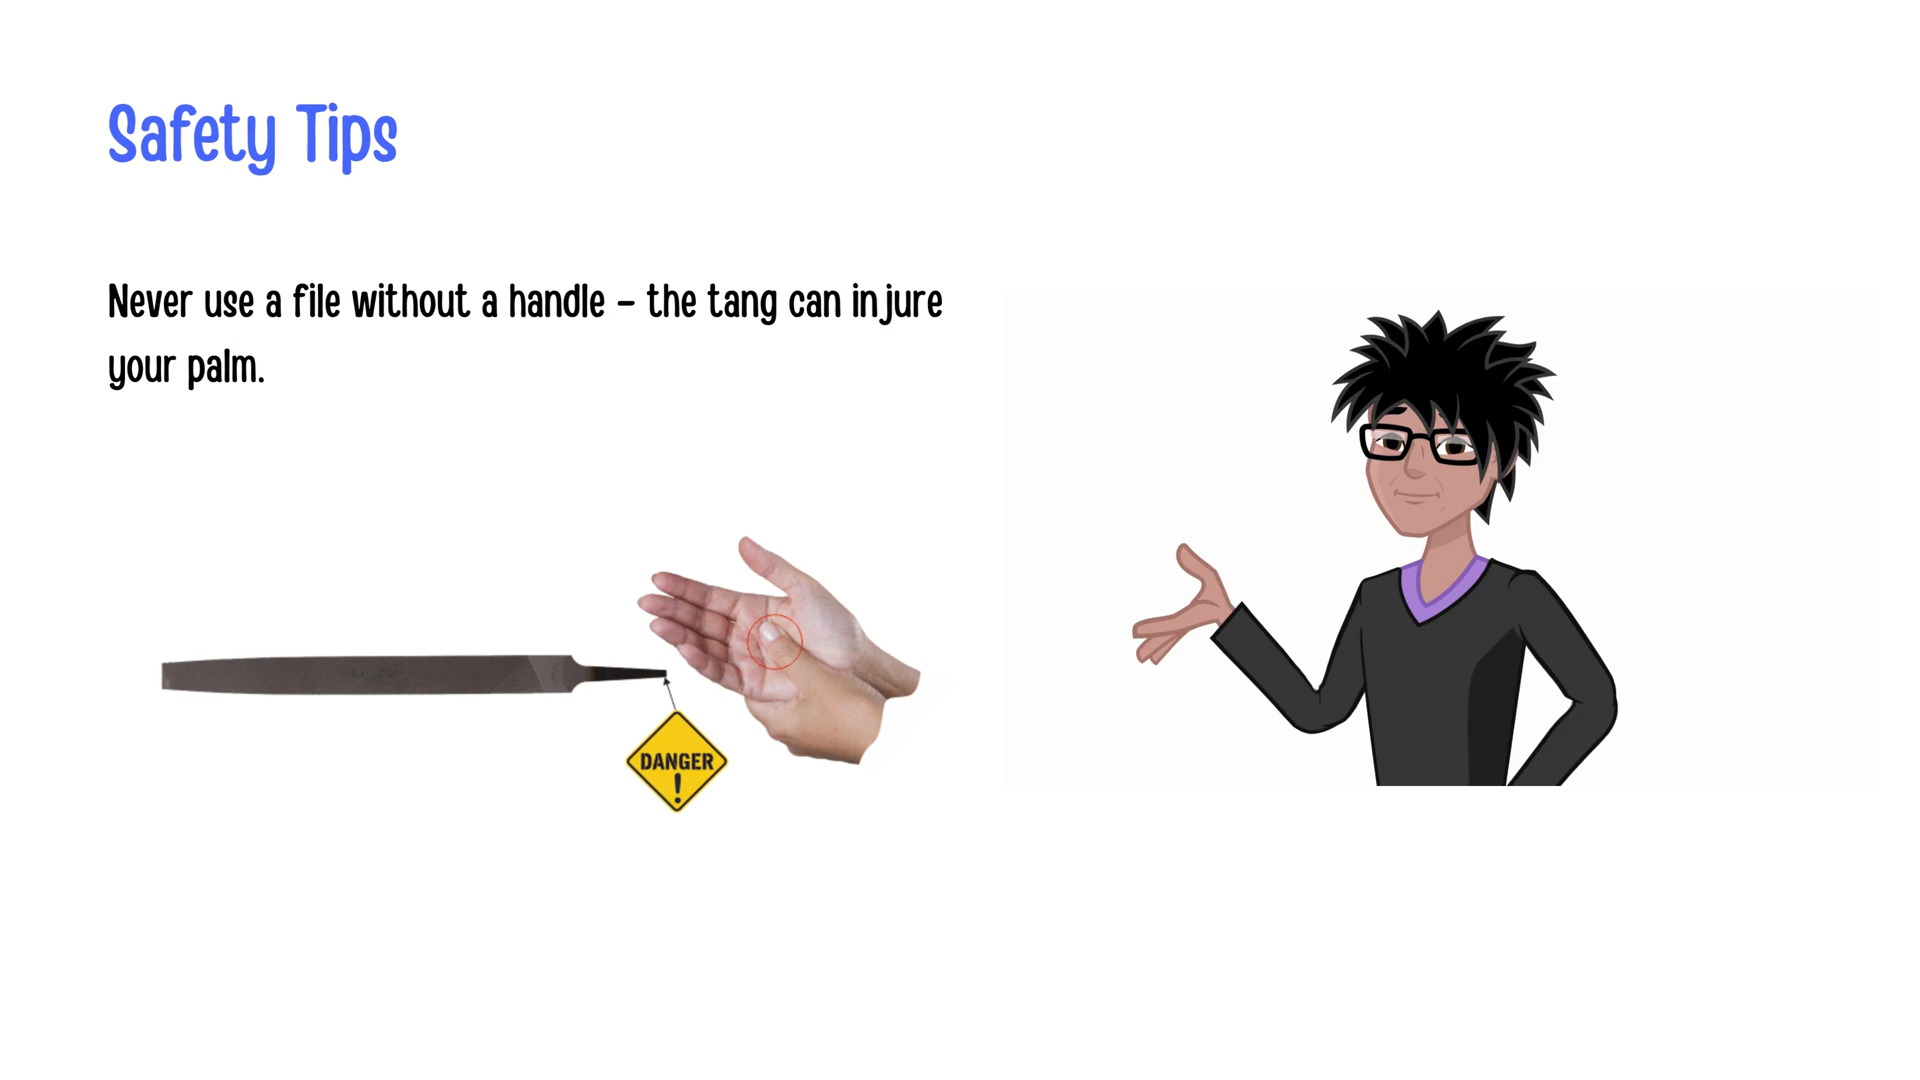 Safety Tips
Never use a file without a handle – the tang can injure
your palm.
DANGER
!